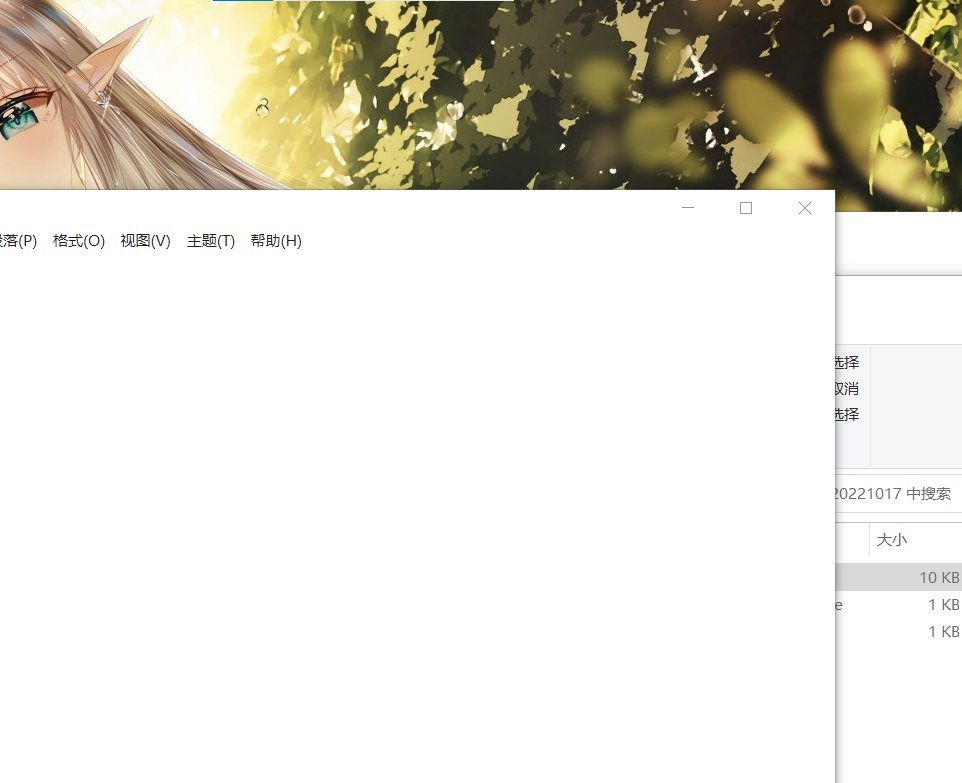 段落(P) 格式(O) 视图(V) 主题(T) 帮助(H)
选择
取消
选择
20221017 中搜索
大小
10 KB
e 1 KB
1 KB